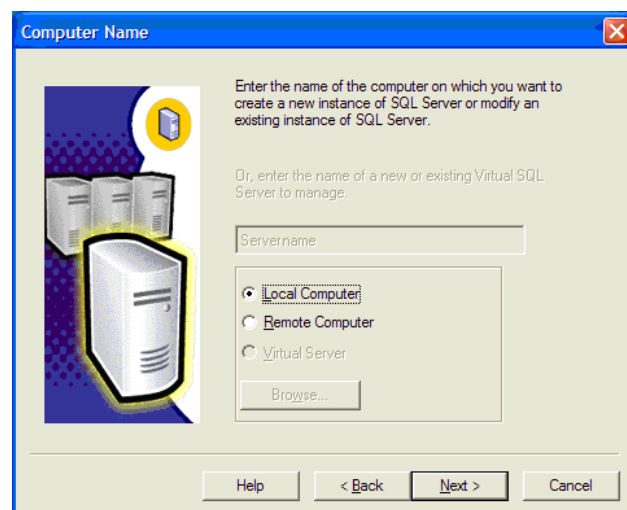 Computer Name
Enter the name of the computer on which you want to
create a new instance of SQL Server or modify an
existing instance of SQL Server.
Or, enter the name of a new or existing Virtual SQL
Server to manage.
Servername
Local Computer
Remote Computer
Virtual Server
Browse...
Help
< Back
Next >
Cancel